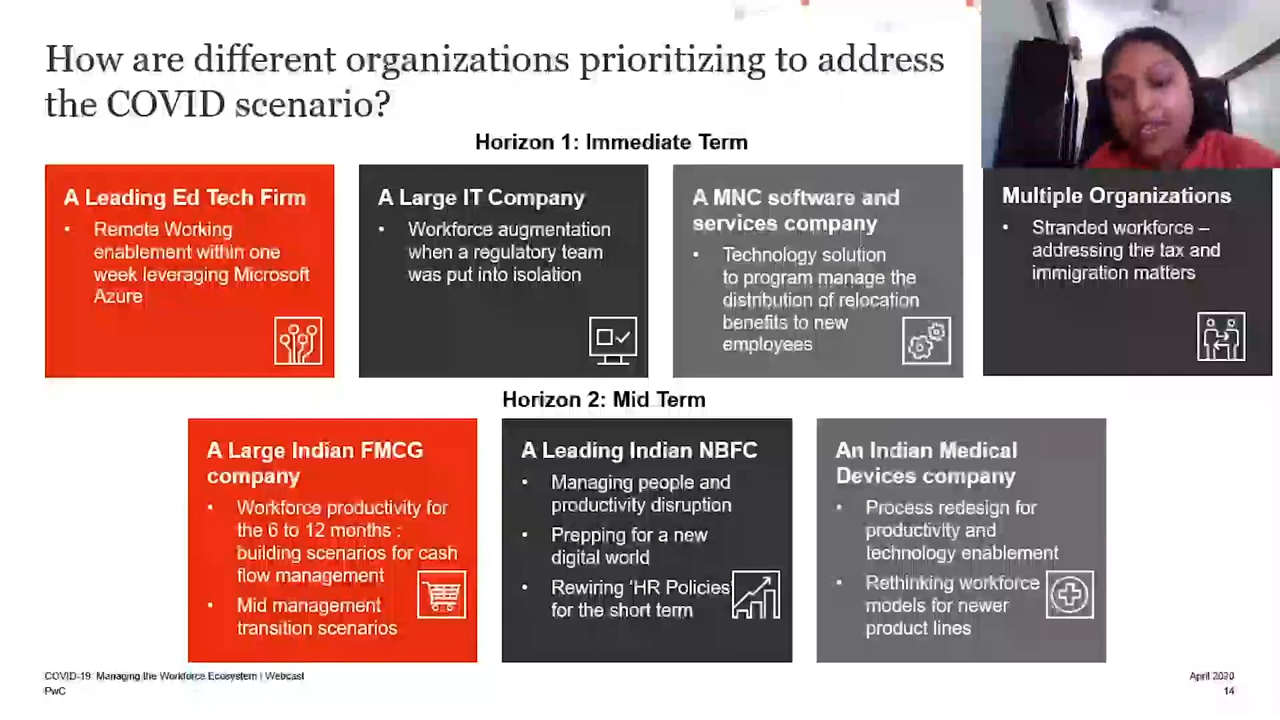 How are different organizations prioritizing to address
the COVID scenario?
Horizon 1: Immediate Term
A Leading Ed Tech Firm
• Remote Working
enablement within one
week leveraging Microsoft
Azure
A Large IT Company
• Workforce augmentation
when a regulatory team
was put into isolation
A MNC software and
services company
• Technology solution
to program manage the
distribution of relocation
benefits to new
employees
Multiple Organizations
• Stranded workforce –
addressing the tax and
immigration matters
Horizon 2: Mid Term
A Large Indian FMCG
company
• Workforce productivity for
the 6 to 12 months :
building scenarios for cash
flow management
• Mid management
transition scenarios
A Leading Indian NBFC
• Managing people and
productivity disruption
• Prepping for a new
digital world
• Rewiring 'HR Policies'
for the short term
An Indian Medical
Devices company
• Process redesign for
productivity and
technology enablement
• Rethinking workforce
models for newer
product lines
COVID-19: Managing the Workforce Ecosystem | Webcast
PwC
April 2020
14